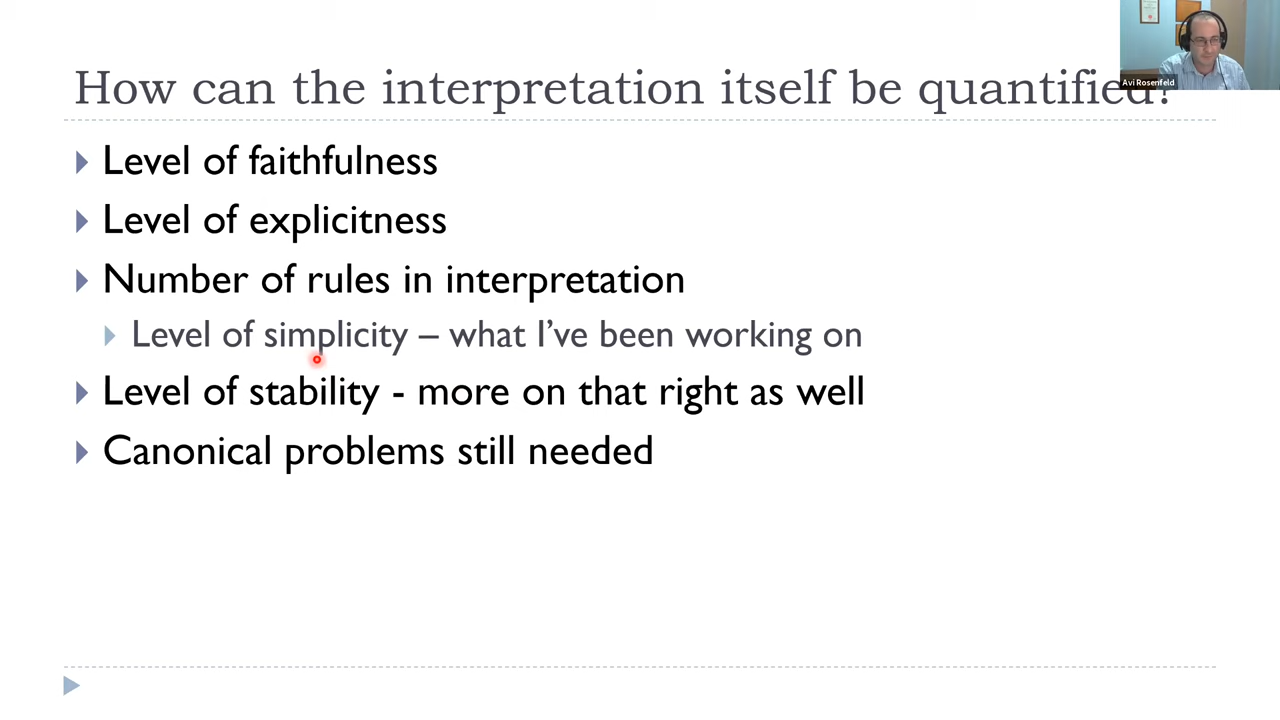 How can the interpretation itself be quantified?
Avi Rosenfeld
Level of faithfulness
Level of explicitness
Number of rules in interpretation
Level of simplicity – what I've been working on
Level of stability - more on that right as well
Canonical problems still needed